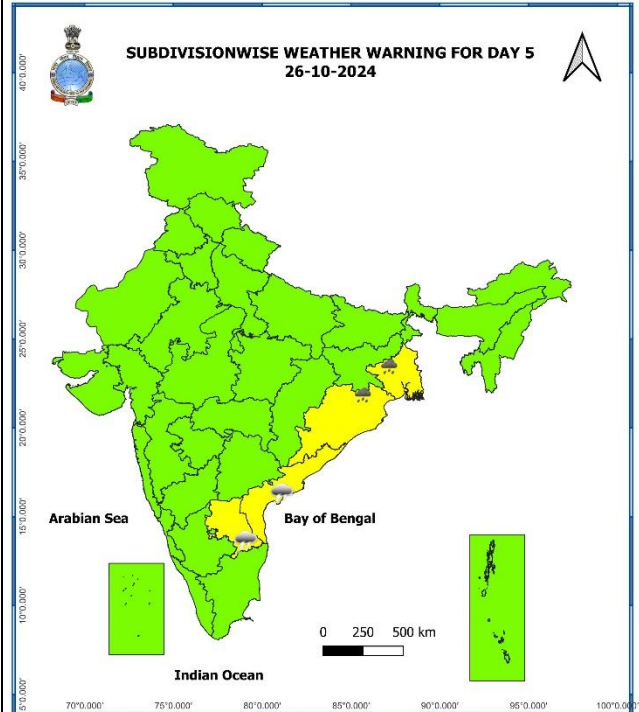 SUBDIVISIONWISE WEATHER WARNING FOR DAY 5
26-10-2024
40°0.000'
35°0.000'
30°0.000'
25°0.000'
20°0.000'
15°0.000'
10°0.000'
5°0.000'
Arabian Sea
Bay of Bengal
0 250 500 km
Indian Ocean
70°0.000' 75°0.000' 80°0.000' 85°0.000' 90°0.000' 95°0.000' 100°0.000'